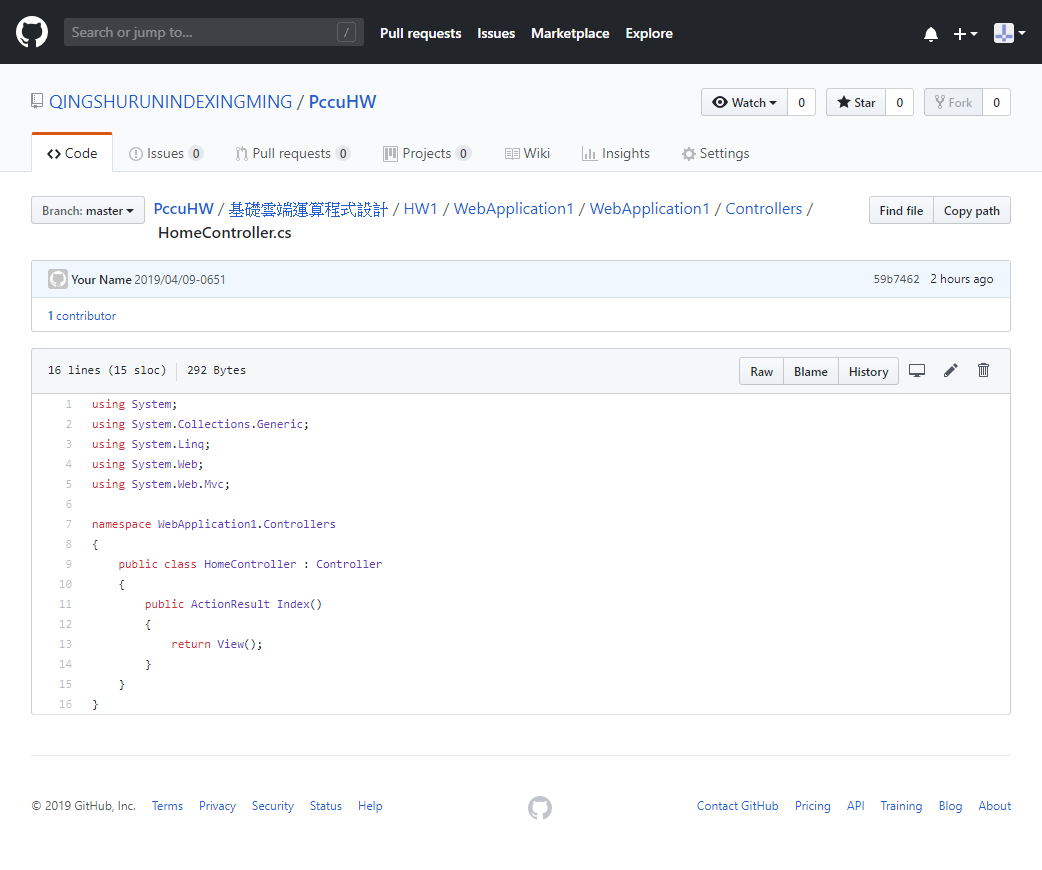 Search or jump to... / Pull requests Issues Marketplace Explore
QINGSHURUNINDEXINGMING / PccuHW Watch 0 Star 0 Fork 0
Code Issues 0 Pull requests 0 Projects 0 Wiki Insights Settings
Branch: master PccuHW / 基礎雲端運算程式設計 / HW1 / WebApplication1 / WebApplication1 / Controllers / Find file Copy path
HomeController.cs
Your Name 2019/04/09-0651 59b7462 2 hours ago
1 contributor
16 lines (15 sloc) 292 Bytes Raw Blame History
1 using System;
2 using System.Collections.Generic;
3 using System.Linq;
4 using System.Web;
5 using System.Web.Mvc;
6
7 namespace WebApplication1.Controllers
8 {
9 public class HomeController : Controller
10 {
11 public ActionResult Index()
12 {
13 return View();
14 }
15 }
16 }
© 2019 GitHub, Inc. Terms Privacy Security Status Help Contact GitHub Pricing API Training Blog About